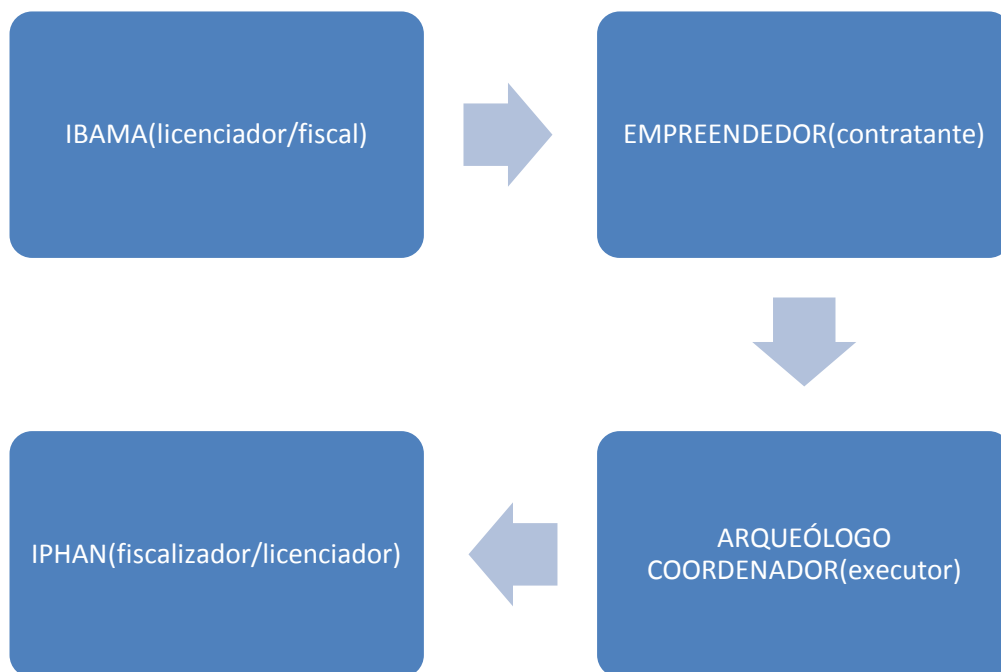 IBAMA(licenciador/fiscal)
EMPREENDEDOR(contratante)
ARQUEÓLOGO
COORDENADOR(executor)
IPHAN(fiscalizador/licenciador)